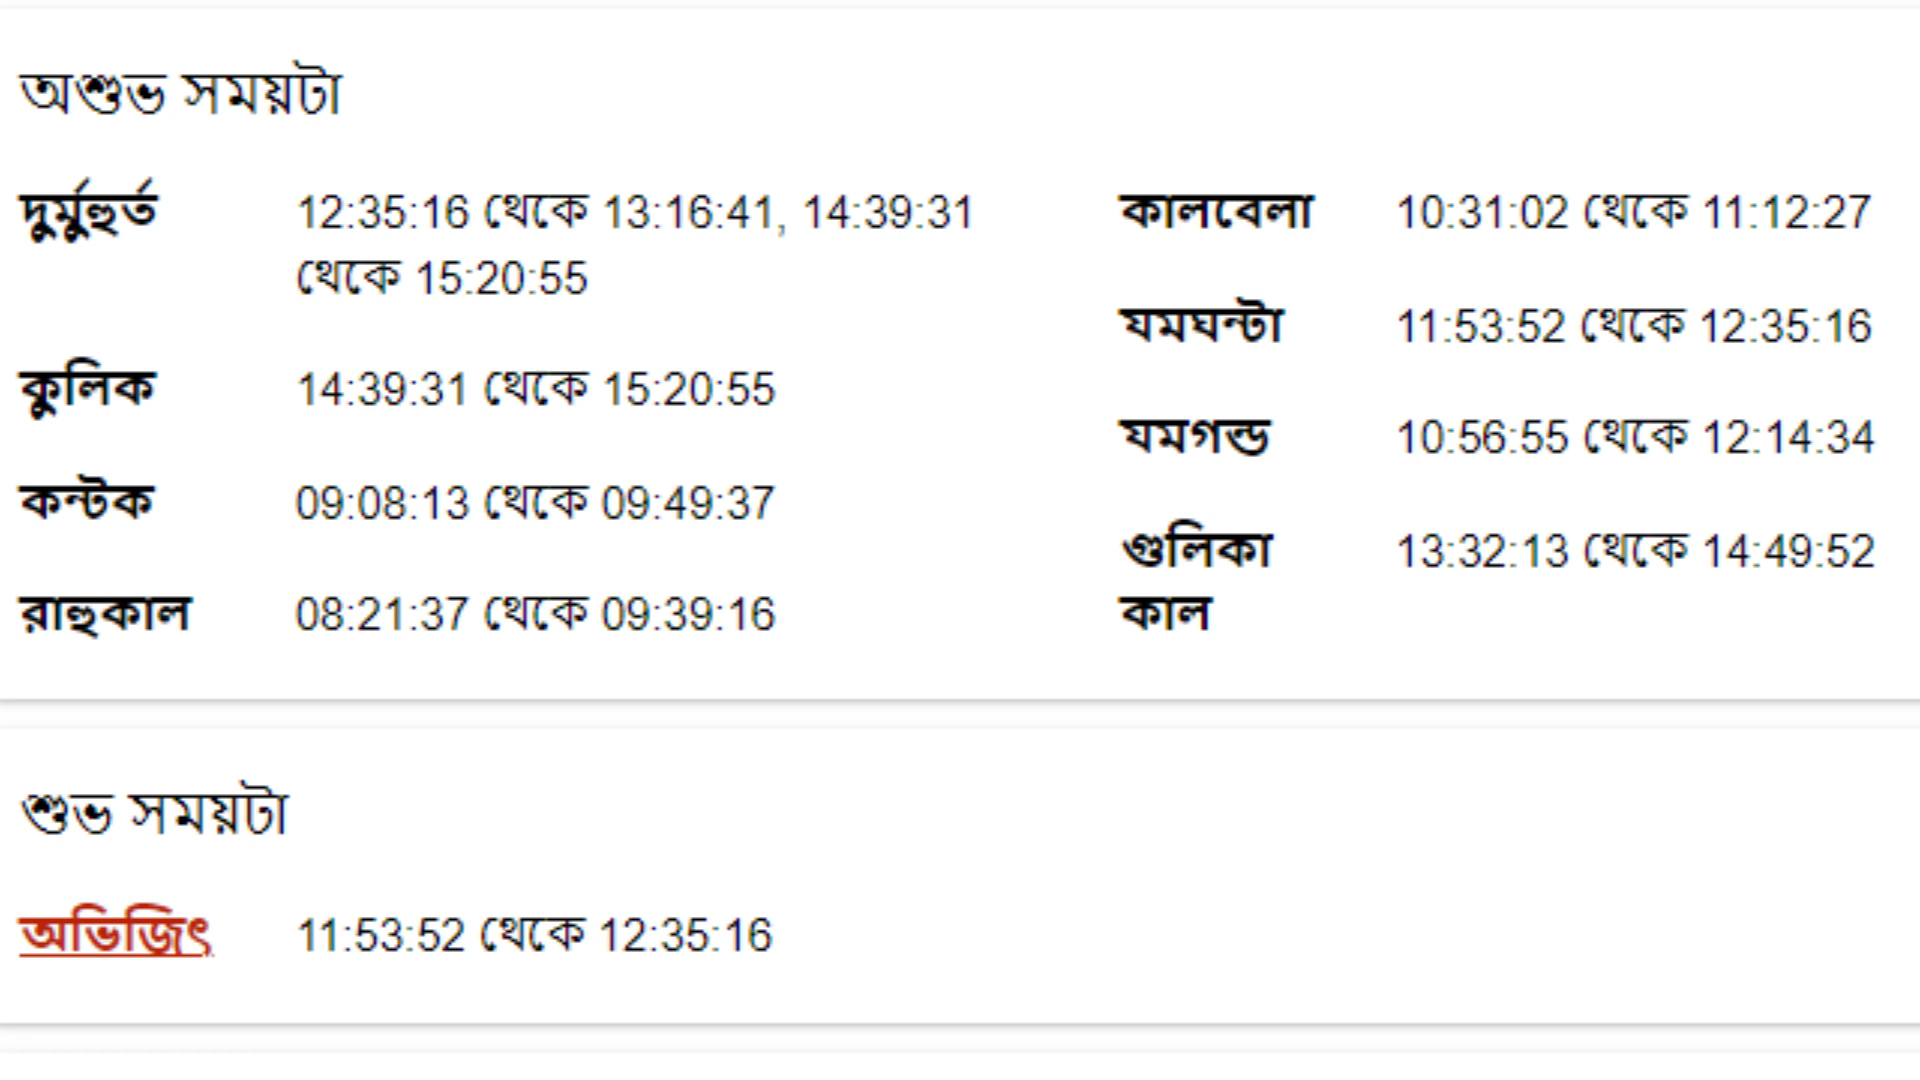 অশুভ সময়টা
দুর্মুহুর্ত 12:35:16 থেকে 13:16:41, 14:39:31
থেকে 15:20:55
কুলিক 14:39:31 থেকে 15:20:55
কন্টক 09:08:13 থেকে 09:49:37
রাহুকাল 08:21:37 থেকে 09:39:16
কালবেলা 10:31:02 থেকে 11:12:27
যমঘন্টা 11:53:52 থেকে 12:35:16
যমগন্ড 10:56:55 থেকে 12:14:34
গুলিকা 13:32:13 থেকে 14:49:52
কাল
শুভ সময়টা
অভিজিৎ 11:53:52 থেকে 12:35:16